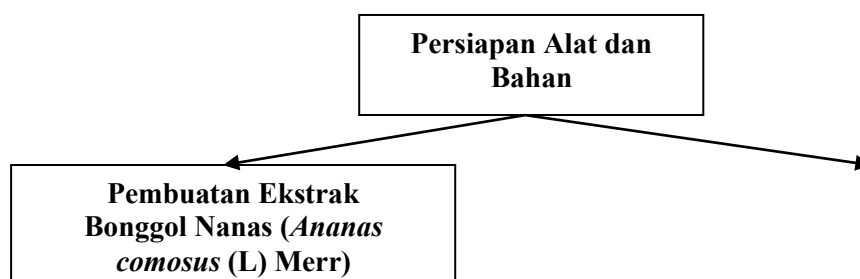 Persiapan Alat dan
Bahan
Pembuatan Ekstrak
Bonggol Nanas (Ananas
comosus (L) Merr)